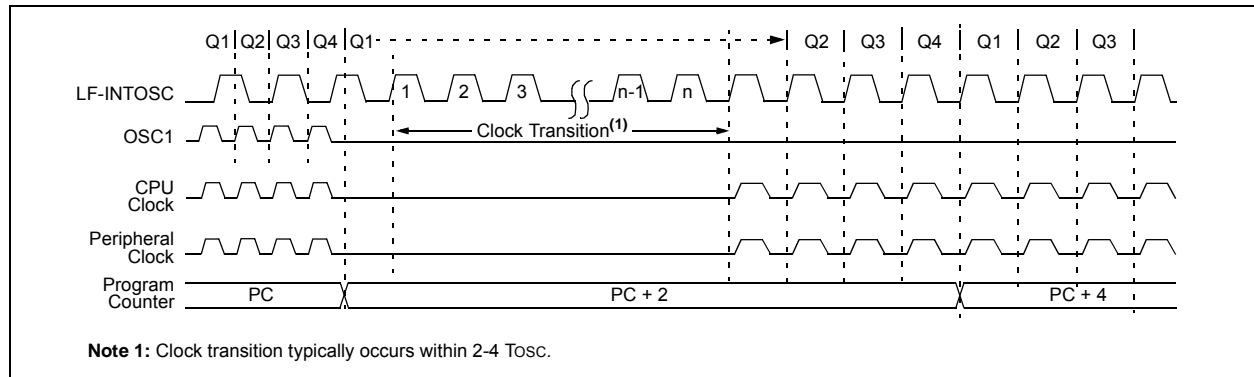 Q1 Q2 Q3 Q4 Q1 Q2 Q3 Q4 Q1 Q2 Q3
LF-INTOSC 1 2 3 n-1 n
OSC1 Clock Transition(1)
CPU
Clock
Peripheral
Clock
Program
Counter
PC PC + 2 PC + 4
Note 1: Clock transition typically occurs within 2-4 TOSC.